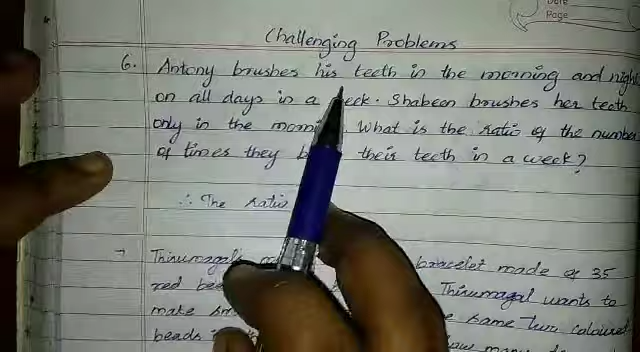 Date
Page
Challenging Problems
6. Antony brushes his teeth in the morning and night
on all days in a week. Shabeen brushes her teeth
only in the What is the ratio of the number
of times they their teeth in a week?
∴ The ratio
7 Thirumagal bracelet made of 35
red Thirumagal wants to
make same two coloured
beads